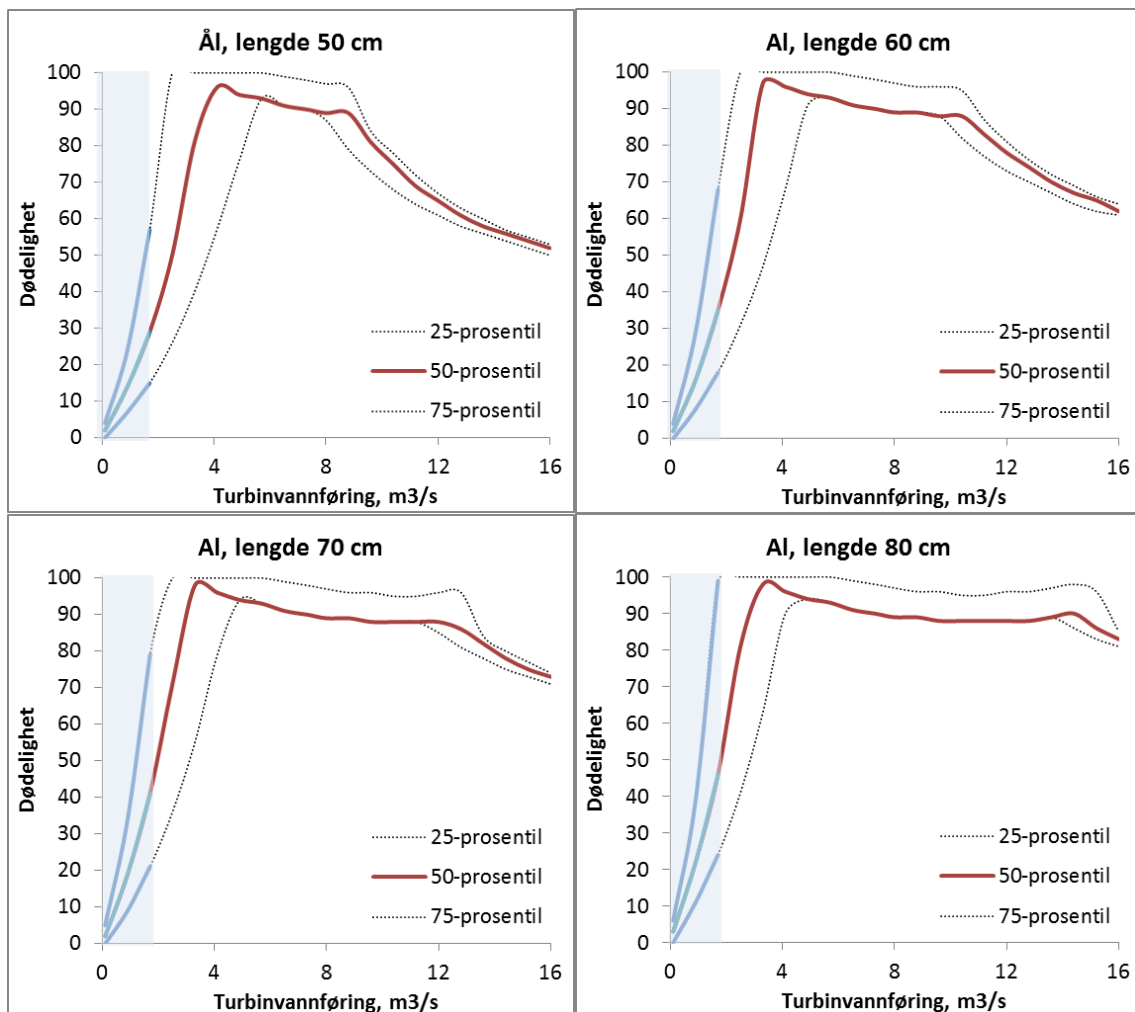 Ål, lengde 50 cm
100
90
80
70
60
50
40
30
20
10
0
Dødelighet
25-prosentil
50-prosentil
75-prosentil
0 4 8 12 16
Turbinvannføring, m3/s
Al, lengde 60 cm
100
90
80
70
60
50
40
30
20
10
0
Dødelighet
25-prosentil
50-prosentil
75-prosentil
0 4 8 12 16
Turbinvannføring, m3/s
Al, lengde 70 cm
100
90
80
70
60
50
40
30
20
10
0
Dødelighet
25-prosentil
50-prosentil
75-prosentil
0 4 8 12 16
Turbinvannføring, m3/s
Al, lengde 80 cm
100
90
80
70
60
50
40
30
20
10
0
Dødelighet
25-prosentil
50-prosentil
75-prosentil
0 4 8 12 16
Turbinvannføring, m3/s